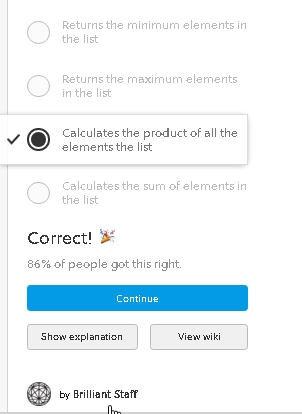 Returns the minimum elements in
the list
Returns the maximum elements
in the list
Calculates the product of all the
elements the list
Calculates the sum of elements in
the list
Correct! 🎉
86% of people got this right.
Continue
Show explanation
View wiki
by Brilliant Staff